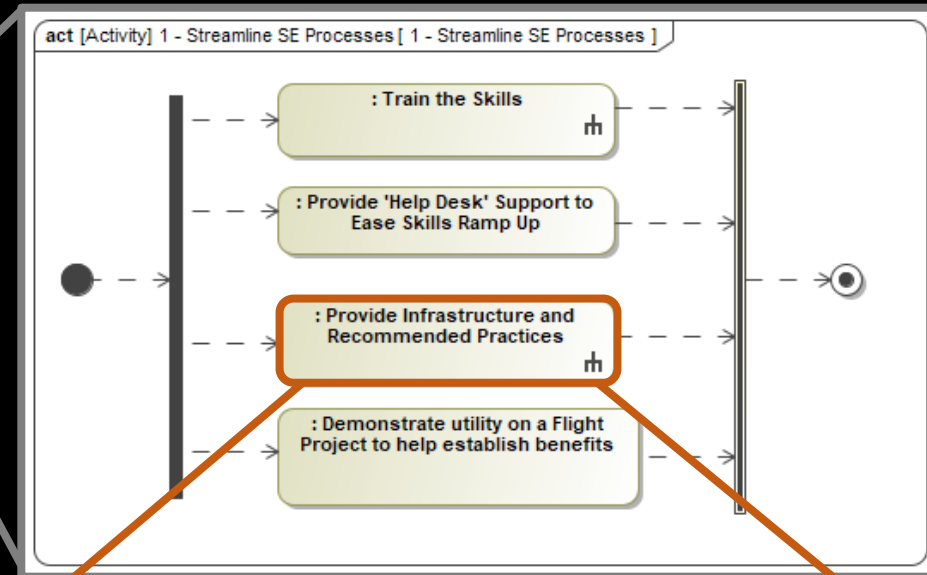 act [Activity] 1 - Streamline SE Processes [ 1 - Streamline SE Processes ]
: Train the Skills
: Provide 'Help Desk' Support to
Ease Skills Ramp Up
: Provide Infrastructure and
Recommended Practices
: Demonstrate utility on a Flight
Project to help establish benefits